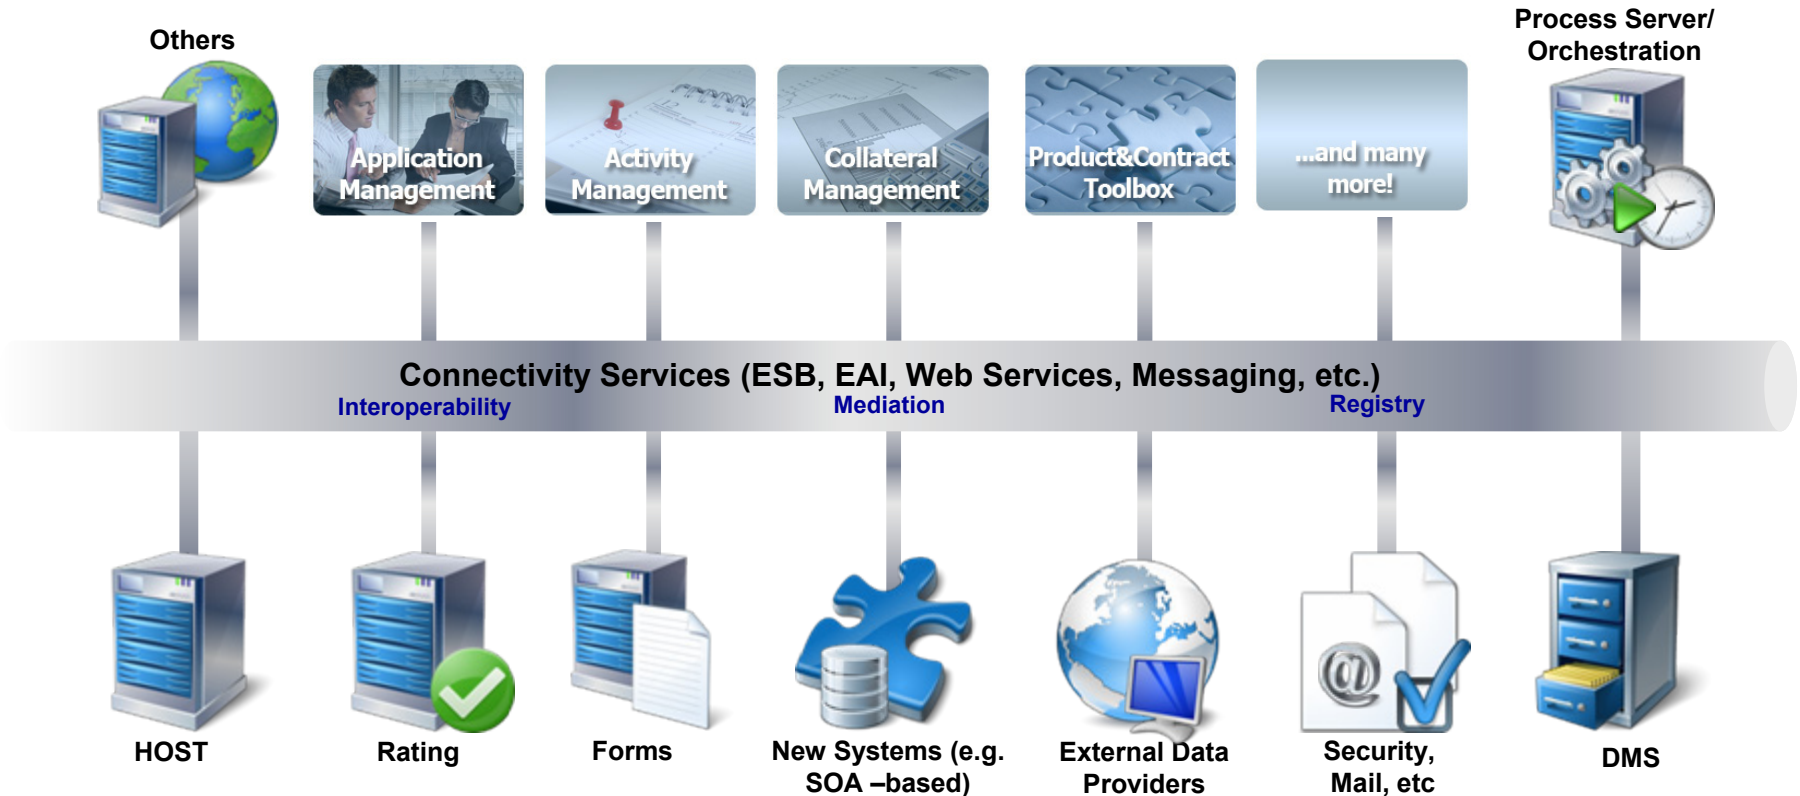 Others
Process Server/
Orchestration
Application
Management
Activity
Management
Collateral
Management
Product&Contract
Toolbox
...and many
more!
Connectivity Services (ESB, EAI, Web Services, Messaging, etc.)
Interoperability
Mediation
Registry
@
HOST
Rating
Forms
New Systems (e.g.
SOA –based)
External Data
Providers
Security,
Mail, etc
DMS